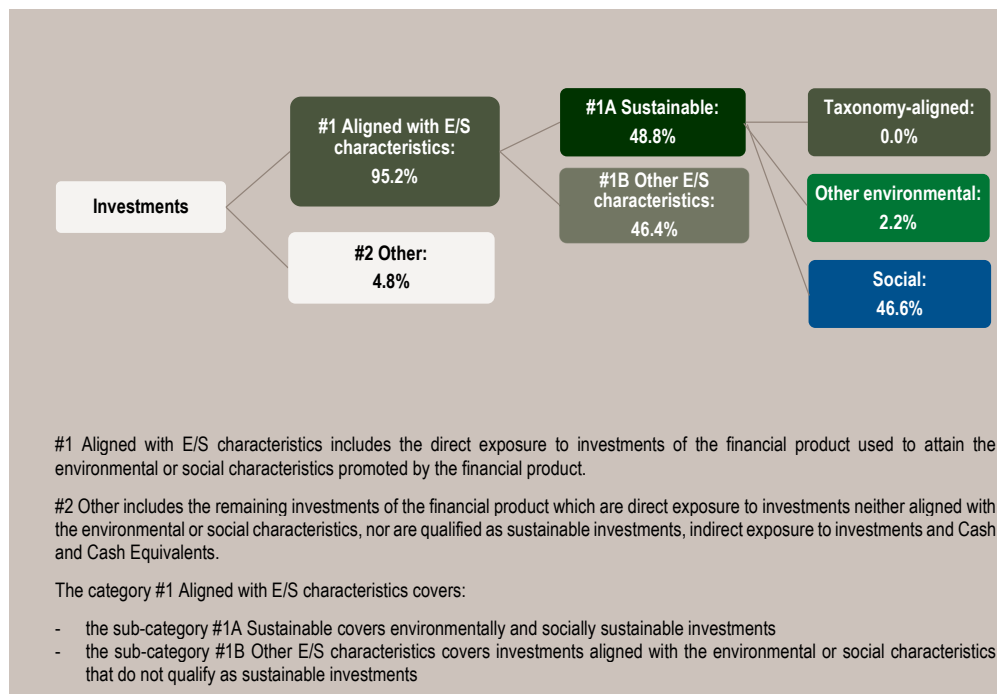 #1 Aligned with E/S
characteristics:
95.2%
#1A Sustainable:
48.8%
Taxonomy-aligned:
0.0%
Investments
#1B Other E/S
characteristics:
46.4%
Other environmental:
2.2%
#2 Other:
4.8%
Social:
46.6%
#1 Aligned with E/S characteristics includes the direct exposure to investments of the financial product used to attain the
environmental or social characteristics promoted by the financial product.
#2 Other includes the remaining investments of the financial product which are direct exposure to investments neither aligned with
the environmental or social characteristics, nor are qualified as sustainable investments, indirect exposure to investments and Cash
and Cash Equivalents.
The category #1 Aligned with E/S characteristics covers:
- the sub-category #1A Sustainable covers environmentally and socially sustainable investments
- the sub-category #1B Other E/S characteristics covers investments aligned with the environmental or social characteristics
that do not qualify as sustainable investments